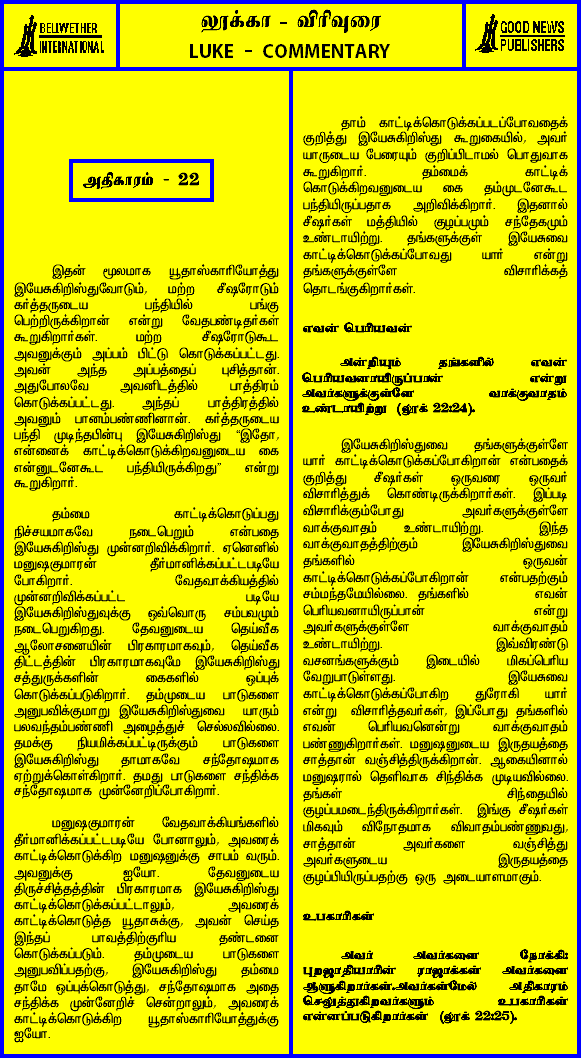 BELWETHER
INTERNATIONAL
லூக்கா - விரிவுரை
LUKE - COMMENTARY
GOOD NEWS
PUBLISHERS
அதிகாரம் - 22
இதன் மூலமாக யூதாஸ்காரியோத்து
இயேசுகிறிஸ்துவோடும், மற்ற சீஷரோடும்
கர்த்தருடைய பந்தியில் பங்கு
பெற்றிருக்கிறான் என்று வேதபண்டிதர்கள்
கூறுகிறார்கள். மற்ற சீஷரோடுகூட
அவனுக்கும் அப்பம் பிட்டு கொடுக்கப்பட்டது.
அவன் அந்த அப்பத்தைப் புசித்தான்.
அதுபோலவே அவனிடத்தில் பாத்திரம்
கொடுக்கப்பட்டது. அந்தப் பாத்திரத்தில்
அவனும் பானம்பண்ணினான். கர்த்தருடைய
பந்தி முடிந்தபின்பு இயேசுகிறிஸ்து “இதோ,
என்னைக் காட்டிக்கொடுக்கிறவனுடைய கை
என்னுடனேகூட பந்தியிருக்கிறது” என்று
கூறுகிறார்.
தம்மை காட்டிக்கொடுப்பது
நிச்சயமாகவே நடைபெறும் என்பதை
இயேசுகிறிஸ்து முன்னறிவிக்கிறார். ஏனெனில்
மனுஷகுமாரன் தீர்மானிக்கப்பட்டபடியே
போகிறார். வேதவாக்கியத்தில்
முன்னறிவிக்கப்பட்ட படியே
இயேசுகிறிஸ்துவுக்கு ஒவ்வொரு சம்பவமும்
நடைபெறுகிறது. தேவனுடைய தெய்வீக
ஆலோசனையின் பிரகாரமாகவும், தெய்வீக
திட்டத்தின் பிரகாரமாகவுமே இயேசுகிறிஸ்து
சத்துருக்களின் கைகளில் ஒப்புக்
கொடுக்கப்படுகிறார். தம்முடைய பாடுகளை
அனுபவிக்குமாறு இயேசுகிறிஸ்துவை யாரும்
பலவந்தம்பண்ணி அழைத்துச் செல்லவில்லை.
தமக்கு நியமிக்கப்பட்டிருக்கும் பாடுகளை
இயேசுகிறிஸ்து தாமாகவே சந்தோஷமாக
ஏற்றுக்கொள்கிறார். தமது பாடுகளை சந்திக்க
சந்தோஷமாக முன்னேறிப்போகிறார்.
மனுஷகுமாரன் வேதவாக்கியங்களில்
தீர்மானிக்கப்பட்டபடியே போனாலும், அவரைக்
காட்டிக்கொடுக்கிற மனுஷனுக்கு சாபம் வரும்.
அவனுக்கு ஐயோ. தேவனுடைய
திருச்சித்தத்தின் பிரகாரமாக இயேசுகிறிஸ்து
காட்டிக்கொடுக்கப்பட்டாலும், அவரைக்
காட்டிக்கொடுத்த யூதாசுக்கு, அவன் செய்த
இந்தப் பாவத்திற்குரிய தண்டனை
கொடுக்கப்படும். தம்முடைய பாடுகளை
அனுபவிப்பதற்கு, இயேசுகிறிஸ்து தம்மை
தாமே ஒப்புக்கொடுத்து, சந்தோஷமாக அதை
சந்திக்க முன்னேறிச் சென்றாலும், அவரைக்
காட்டிக்கொடுக்கிற யூதாஸ்காரியோத்துக்கு
ஐயோ.
தாம் காட்டிக்கொடுக்கப்படப்போவதைக்
குறித்து இயேசுகிறிஸ்து கூறுகையில், அவர்
யாருடைய பேரையும் குறிப்பிடாமல் பொதுவாக
கூறுகிறார். தம்மைக் காட்டிக்
கொடுக்கிறவனுடைய கை தம்முடனேகூட
பந்தியிருப்பதாக அறிவிக்கிறார். இதனால்
சீஷர்கள் மத்தியில் குழப்பமும் சந்தேகமும்
உண்டாயிற்று. தங்களுக்குள் இயேசுவை
காட்டிக்கொடுக்கப்போவது யார் என்று
தங்களுக்குள்ளே விசாரிக்கத்
தொடங்குகிறார்கள்.
எவன் பெரியவன்
அன்றியும் தங்களில் எவன்
பெரியவனாயிருப்பான் என்று
அவர்களுக்குள்ளே வாக்குவாதம்
உண்டாயிற்று (லூக் 22:24).
இயேசுகிறிஸ்துவை தங்களுக்குள்ளே
யார் காட்டிக்கொடுக்கப்போகிறான் என்பதைக்
குறித்து சீஷர்கள் ஒருவரை ஒருவர்
விசாரித்துக் கொண்டிருக்கிறார்கள். இப்படி
விசாரிக்கும்போது அவர்களுக்குள்ளே
வாக்குவாதம் உண்டாயிற்று. இந்த
வாக்குவாதத்திற்கும் இயேசுகிறிஸ்துவை
தங்களில் ஒருவன்
காட்டிக்கொடுக்கப்போகிறான் என்பதற்கும்
சம்மந்தமேயில்லை. தங்களில் எவன்
பெரியவனாயிருப்பான் என்று
அவர்களுக்குள்ளே வாக்குவாதம்
உண்டாயிற்று. இவ்விரண்டு
வசனங்களுக்கும் இடையில் மிகப்பெரிய
வேறுபாடுள்ளது. இயேசுவை
காட்டிக்கொடுக்கப்போகிற துரோகி யார்
என்று விசாரித்தவர்கள், இப்போது தங்களில்
எவன் பெரியவனென்று வாக்குவாதம்
பண்ணுகிறார்கள். மனுஷனுடைய இருதயத்தை
சாத்தான் வஞ்சித்திருக்கிறான். ஆகையினால்
மனுஷரால் தெளிவாக சிந்திக்க முடியவில்லை.
தங்கள் சிந்தையில்
குழப்பமடைந்திருக்கிறார்கள். இங்கு சீஷர்கள்
மிகவும் விநோதமாக விவாதம்பண்ணுவது,
சாத்தான் அவர்களை வஞ்சித்து
அவர்களுடைய இருதயத்தை
குழப்பியிருப்பதற்கு ஒரு அடையாளமாகும்.
உபகாரிகள்
அவர் அவர்களை நோக்கி:
புறஜாதியாரின் ராஜாக்கள் அவர்களை
ஆளுகிறார்கள்.அவர்கள்மேல் அதிகாரம்
செலுத்துகிறவர்களும் உபகாரிகள்
என்னப்படுகிறார்கள் (லூக் 22:25).